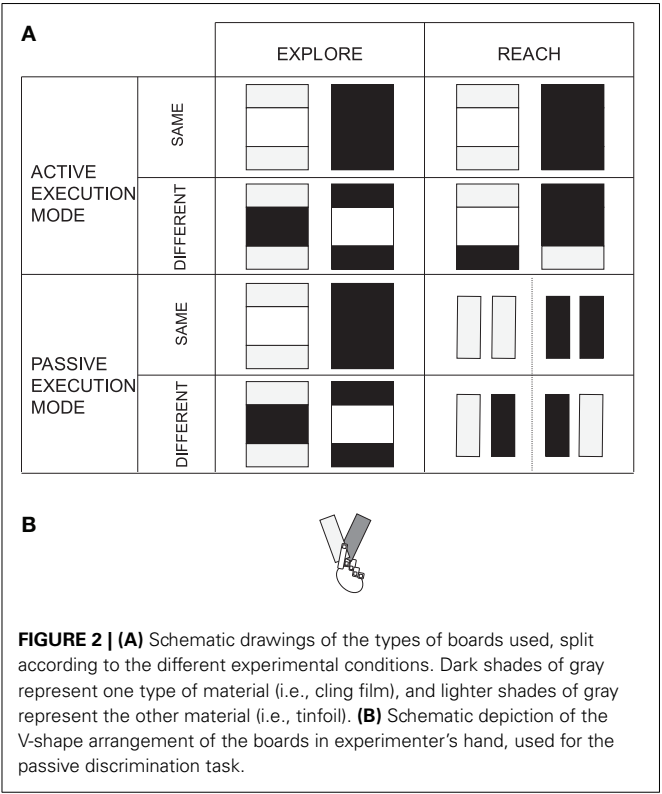 A
EXPLORE REACH
ACTIVE
EXECUTION
MODE
SAME
DIFFERENT
PASSIVE
EXECUTION
MODE
SAME
DIFFERENT
B
FIGURE 2 | (A) Schematic drawings of the types of boards used, split
according to the different experimental conditions. Dark shades of gray
represent one type of material (i.e., cling film), and lighter shades of gray
represent the other material (i.e., tinfoil). (B) Schematic depiction of the
V-shape arrangement of the boards in experimenter's hand, used for the
passive discrimination task.